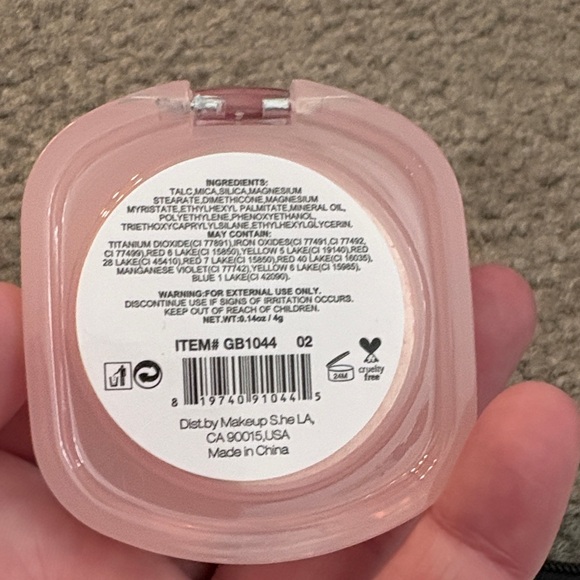 INGREDIENTS:
TALC,MICA,SILICA,MAGNESIUM
STEARATE,DIMETHICONE,MAGNESIUM
MYRISTATE,ETHYLHEXYL PALMITATE,MINERAL OIL,
POLYETHYLENE,PHENOXYETHANOL,
TRIETHOXYCAPRYLYLSILANE,ETHYLHEXYLGLYCERIN.
MAY CONTAIN:
TITANIUM DIOXIDE(CI 77891),IRON OXIDES(CI 77491,CI 77492,
CI 77499),RED 6 LAKE(CI 15850),YELLOW 5 LAKE(CI 19140),RED
28 LAKE(CI 45410),RED 7 LAKE(CI 15850),RED 40 LAKE(CI 16035),
MANGANESE VIOLET(CI 77742),YELLOW 6 LAKE(CI 15985),
BLUE 1 LAKE(CI 42090).
WARNING:FOR EXTERNAL USE ONLY.
DISCONTINUE USE IF SIGNS OF IRRITATION OCCURS.
KEEP OUT OF REACH OF CHILDREN.
NET.WT:0.14oz / 4g
ITEM# GB1044 02
24M
cruelty
free
8 19740 91044 5
Dist.by Makeup S.he LA,
CA 90015,USA
Made in China